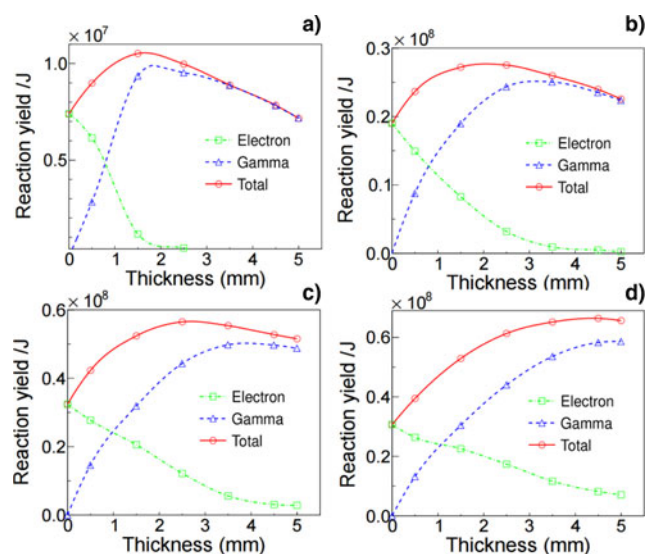 a)
× 10⁷
Reaction yield /J
1.0
0.5
Electron
Gamma
Total
0 1 2 3 4 5
Thickness (mm)
b)
× 10⁸
Reaction yield /J
0.3
0.2
0.1
0.0
Electron
Gamma
Total
0 1 2 3 4 5
Thickness (mm)
c)
× 10⁸
Reaction yield /J
0.6
0.4
0.2
0.0
Electron
Gamma
Total
0 1 2 3 4 5
Thickness (mm)
d)
× 10⁸
Reaction yield /J
0.6
0.4
0.2
0.0
Electron
Gamma
Total
0 1 2 3 4 5
Thickness (mm)